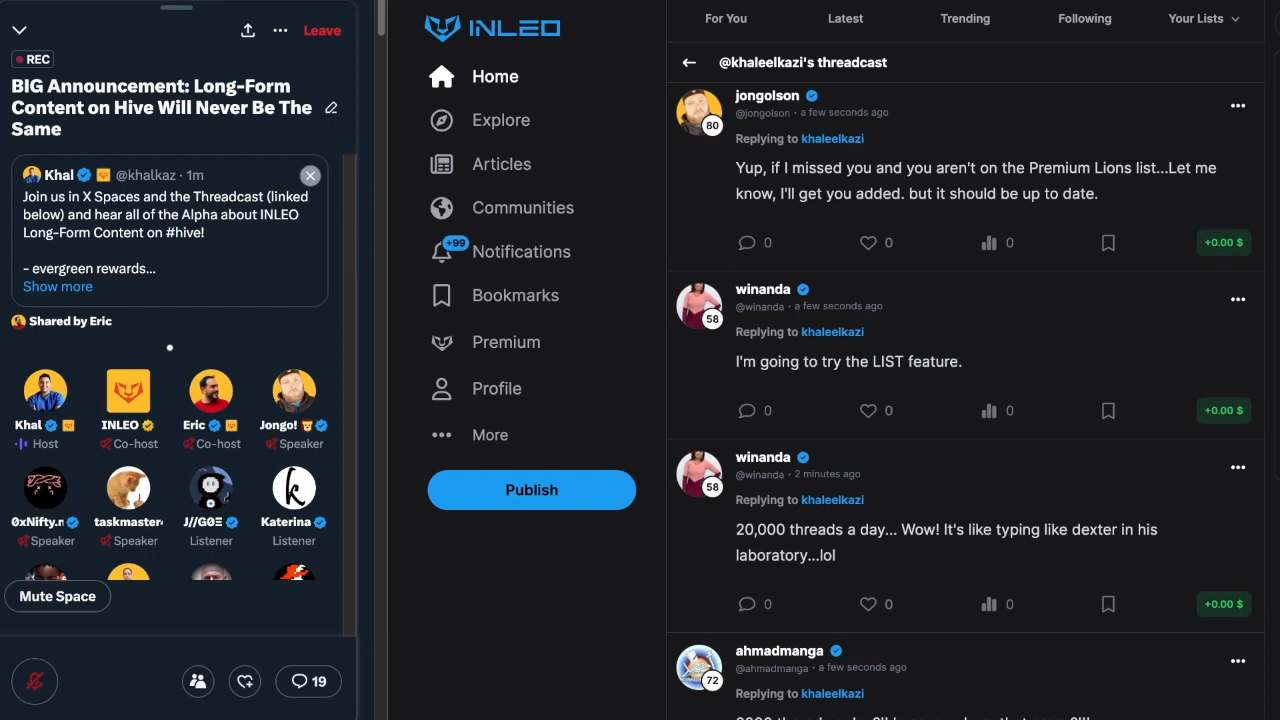 Leave
REC
BIG Announcement: Long-Form
Content on Hive Will Never Be The
Same
Khal @khalkaz · 1m
Join us in X Spaces and the Threadcast (linked
below) and hear all of the Alpha about INLEO
Long-Form Content on #hive!
- evergreen rewards...
Show more
Shared by Eric
Khal INLEO Eric Jongo!
Host Co-host Co-host Speaker
0xNifty.n taskmaster J//GΘΞ Katerina
Speaker Speaker Listener Listener
Mute Space
19
INLEO
Home
Explore
Articles
Communities
+99
Notifications
Bookmarks
Premium
Profile
More
Publish
For You Latest Trending Following Your Lists
@khaleelkazi's threadcast
jongolson
@jongolson · a few seconds ago
80
Replying to khaleelkazi
Yup, if I missed you and you aren't on the Premium Lions list...Let me
know, I'll get you added. but it should be up to date.
0 0 0 +0.00 $
winanda
@winanda · a few seconds ago
58
Replying to khaleelkazi
I'm going to try the LIST feature.
0 0 0 +0.00 $
winanda
@winanda · 2 minutes ago
58
Replying to khaleelkazi
20,000 threads a day... Wow! It's like typing like dexter in his
laboratory...lol
0 0 0 +0.00 $
ahmadmanga
@ahmadmanga · a few seconds ago
72
Replying to khaleelkazi